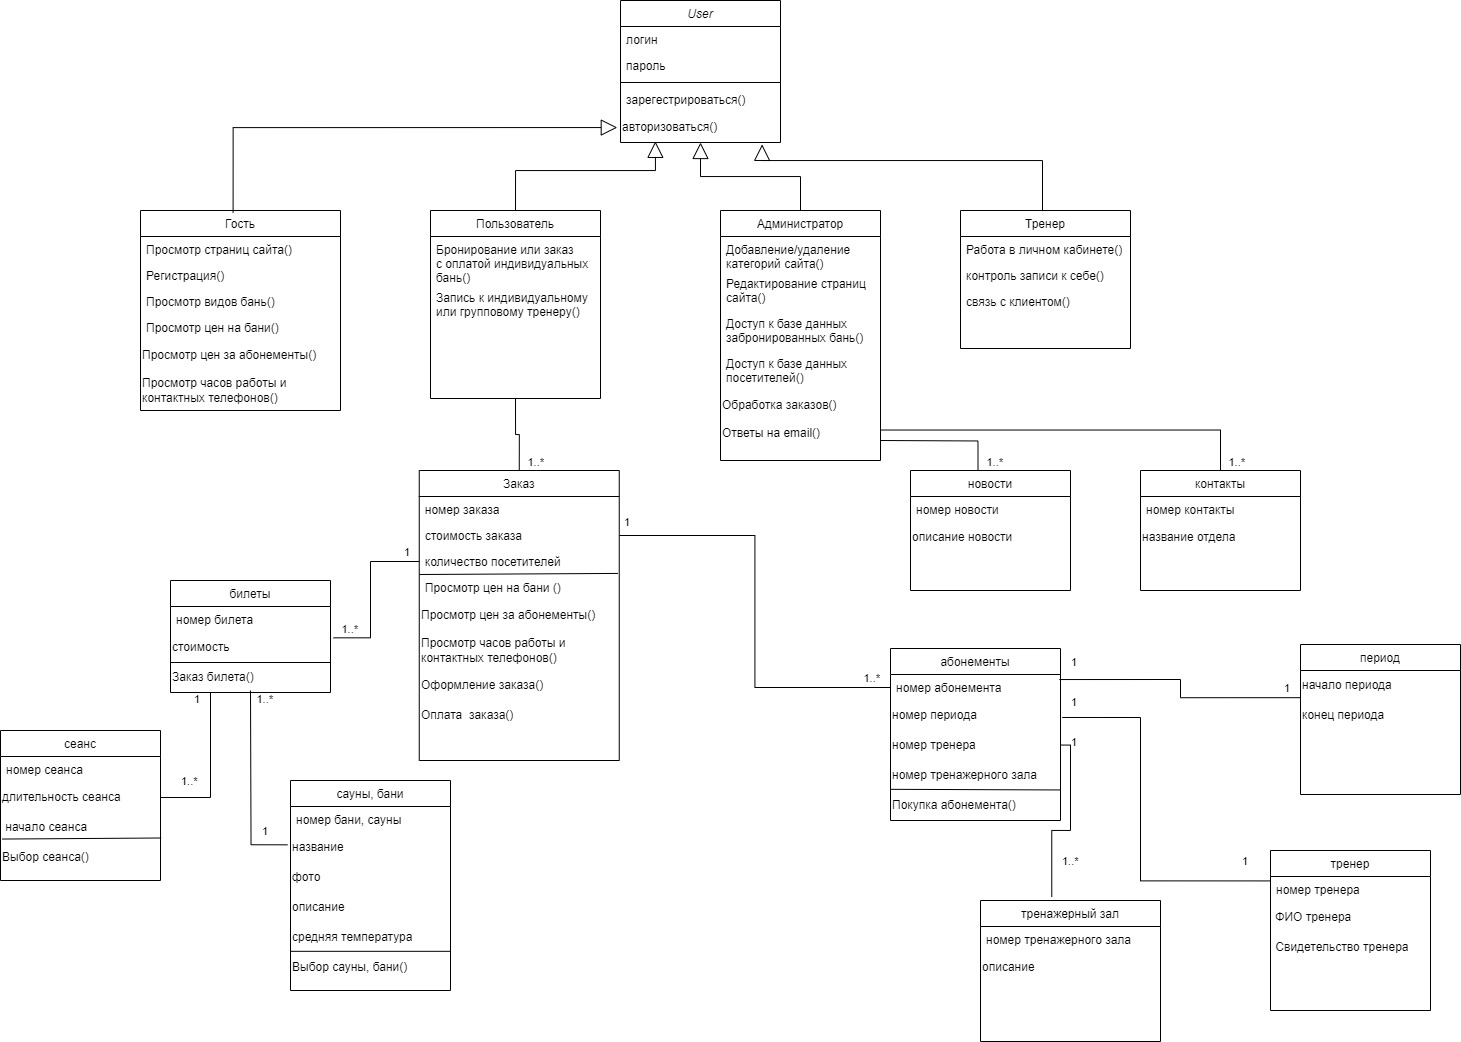 User
логин
пароль
зарегестрироваться()
авторизоваться()
Гость
Просмотр страниц сайта()
Регистрация()
Просмотр видов бань()
Просмотр цен на бани()
Просмотр цен за абонементы()
Просмотр часов работы и
контактных телефонов()
Пользователь
Бронирование или заказ
с оплатой индивидуальных
бань()
Запись к индивидуальному
или групповому тренеру()
Администратор
Добавление/удаление
категорий сайта()
Редактирование страниц
сайта()
Доступ к базе данных
забронированных бань()
Доступ к базе данных
посетителей()
Обработка заказов()
Ответы на email()
Тренер
Работа в личном кабинете()
контроль записи к себе()
связь с клиентом()
1..*
1..*
1..*
Заказ
номер заказа
стоимость заказа
количество посетителей
Просмотр цен на бани ()
Просмотр цен за абонементы()
Просмотр часов работы и
контактных телефонов()
Оформление заказа()
Оплата  заказа()
новости
номер новости
описание новости
контакты
номер контакты
название отдела
1
1
1..*
1..*
билеты
номер билета
стоимость
Заказ билета()
1
1..*
1..*
1
сеанс
номер сеанса
длительность сеанса
начало сеанса
Выбор сеанса()
сауны, бани
номер бани, сауны
название
фото
описание
средняя температура
Выбор сауны, бани()
абонементы
номер абонемента
номер периода
номер тренера
номер тренажерного зала
Покупка абонемента()
1
1
1
1
1..*
1
период
начало периода
конец периода
тренер
номер тренера
ФИО тренера
Свидетельство тренера
тренажерный зал
номер тренажерного зала
описание